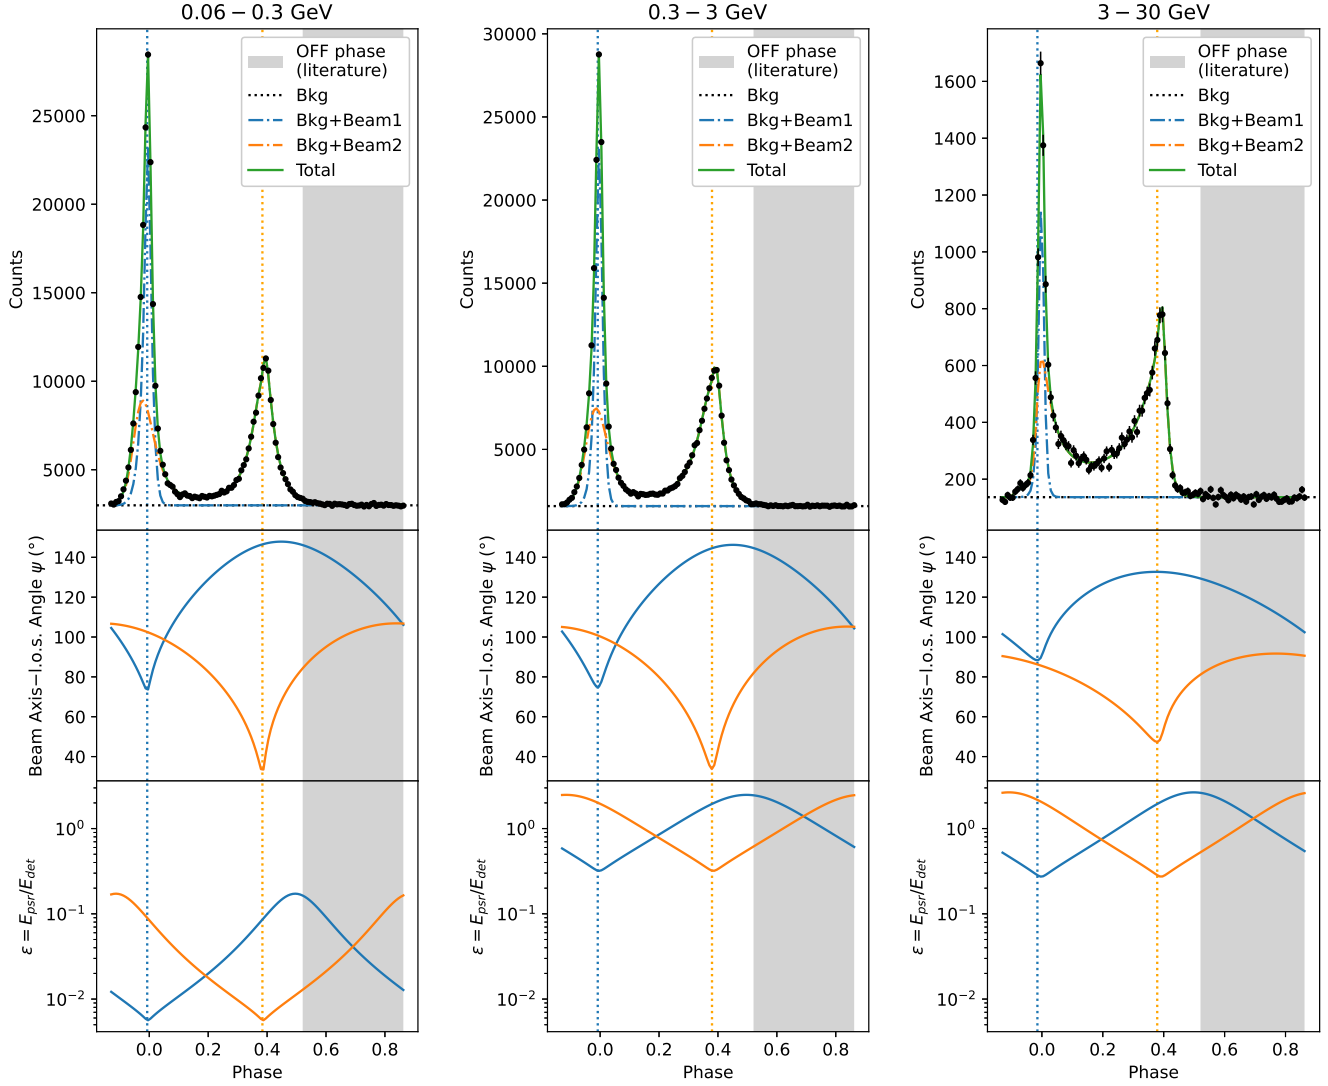 0.06 − 0.3 GeV
OFF phase
(literature)
Bkg
Bkg+Beam1
Bkg+Beam2
Total
25000
20000
15000
10000
5000
Counts
140
120
100
80
60
40
Beam Axis−l.o.s. Angle ψ (°)
10⁰
10⁻¹
10⁻²
ε = E_psr/E_det
0.0 0.2 0.4 0.6 0.8
Phase
0.3 − 3 GeV
OFF phase
(literature)
Bkg
Bkg+Beam1
Bkg+Beam2
Total
30000
25000
20000
15000
10000
5000
Counts
140
120
100
80
60
40
Beam Axis−l.o.s. Angle ψ (°)
10⁰
10⁻¹
10⁻²
ε = E_psr/E_det
0.0 0.2 0.4 0.6 0.8
Phase
3 − 30 GeV
OFF phase
(literature)
Bkg
Bkg+Beam1
Bkg+Beam2
Total
1600
1400
1200
1000
800
600
400
200
Counts
140
120
100
80
60
40
Beam Axis−l.o.s. Angle ψ (°)
10⁰
10⁻¹
10⁻²
ε = E_psr/E_det
0.0 0.2 0.4 0.6 0.8
Phase